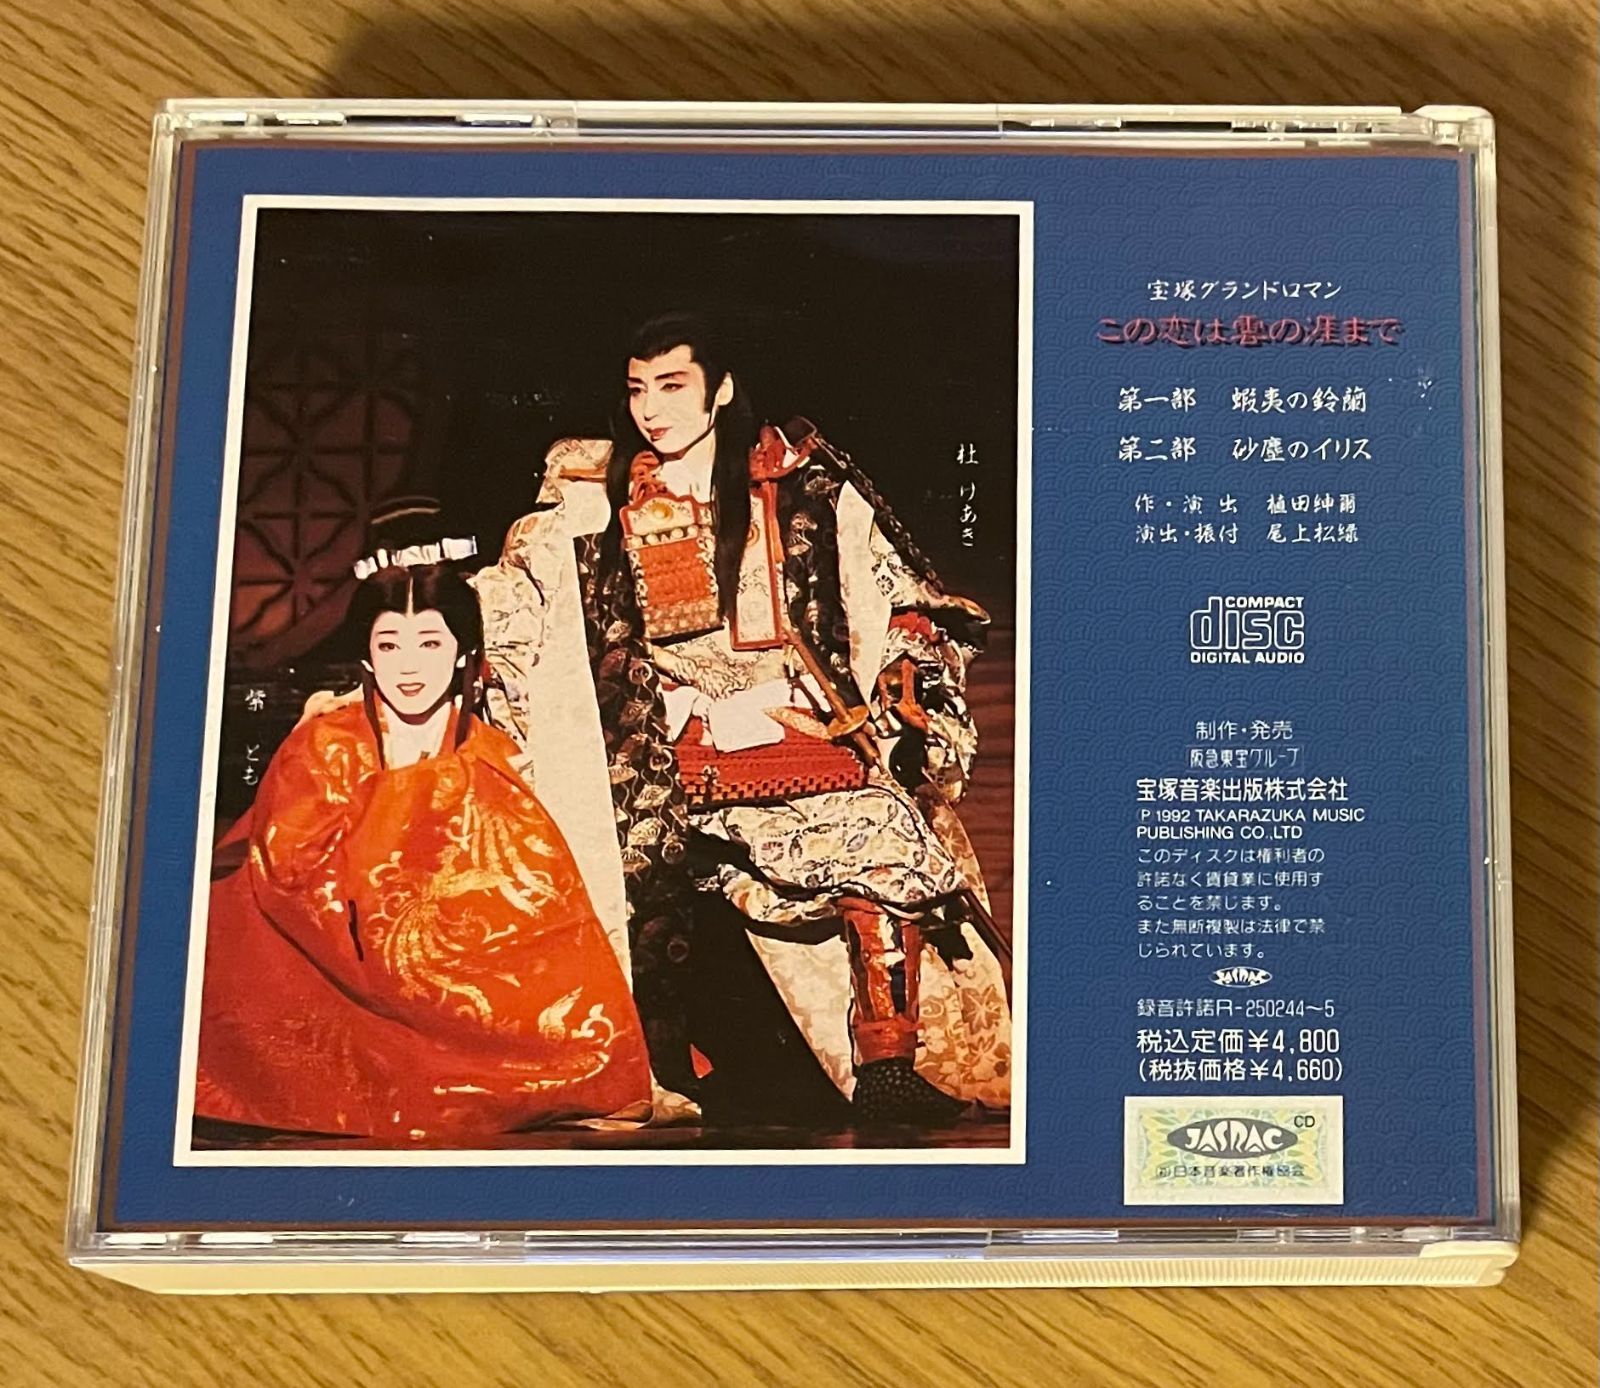 宝塚グランドロマン
この恋は雲の涯まで
第一部 蝦夷の鈴蘭
第二部 砂塵のイリス
作・演出 植田紳爾
演出・振付 尾上松緑
杜けあき
紫とも
COMPACT
disc
DIGITAL AUDIO
制作・発売
阪急東宝グループ
宝塚音楽出版株式会社
Ⓟ 1992 TAKARAZUKA MUSIC
PUBLISHING CO.,LTD
このディスクは権利者の
許諾なく賃貸業に使用す
ることを禁じます。
また無断複製は法律で禁
じられています。
JASRAC
録音許諾R-250244〜5
税込定価¥4,800
(税抜価格¥4,660)
CD
JASRAC
㈳日本音楽著作権協会